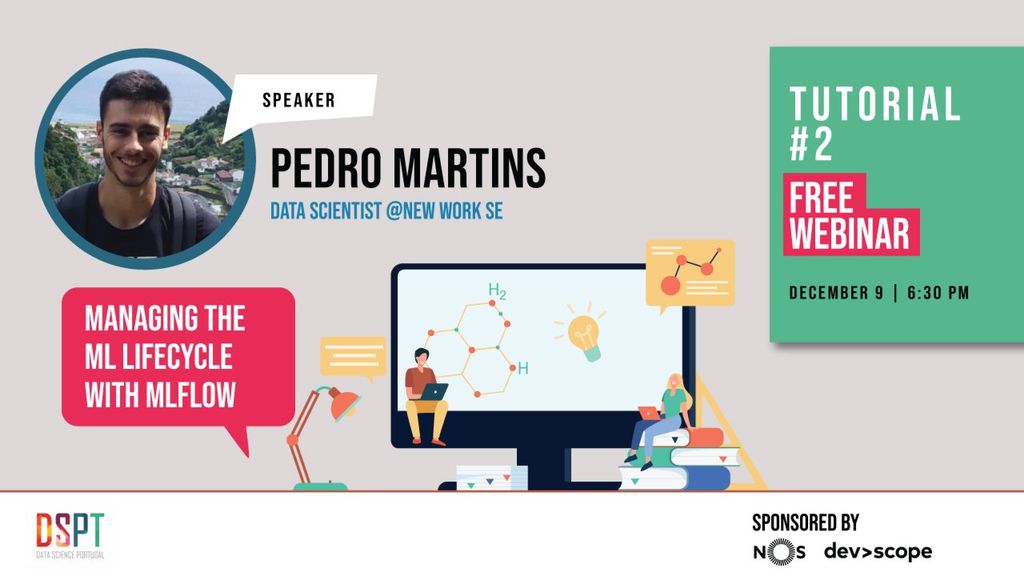 SPEAKER
PEDRO MARTINS
DATA SCIENTIST @NEW WORK SE
TUTORIAL
#2
FREE
WEBINAR
DECEMBER 9 | 6:30 PM
MANAGING THE
ML LIFECYCLE
WITH MLFLOW
H2
H
DSPT
DATA SCIENCE PORTUGAL
SPONSORED BY
NOS dev>scope